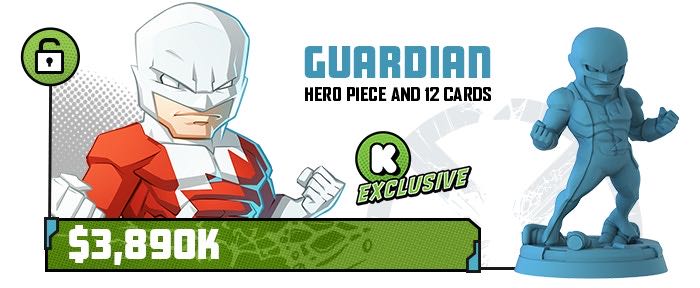 GUARDIAN
HERO PIECE AND 12 CARDS
K
EXCLUSIVE
$3,890K